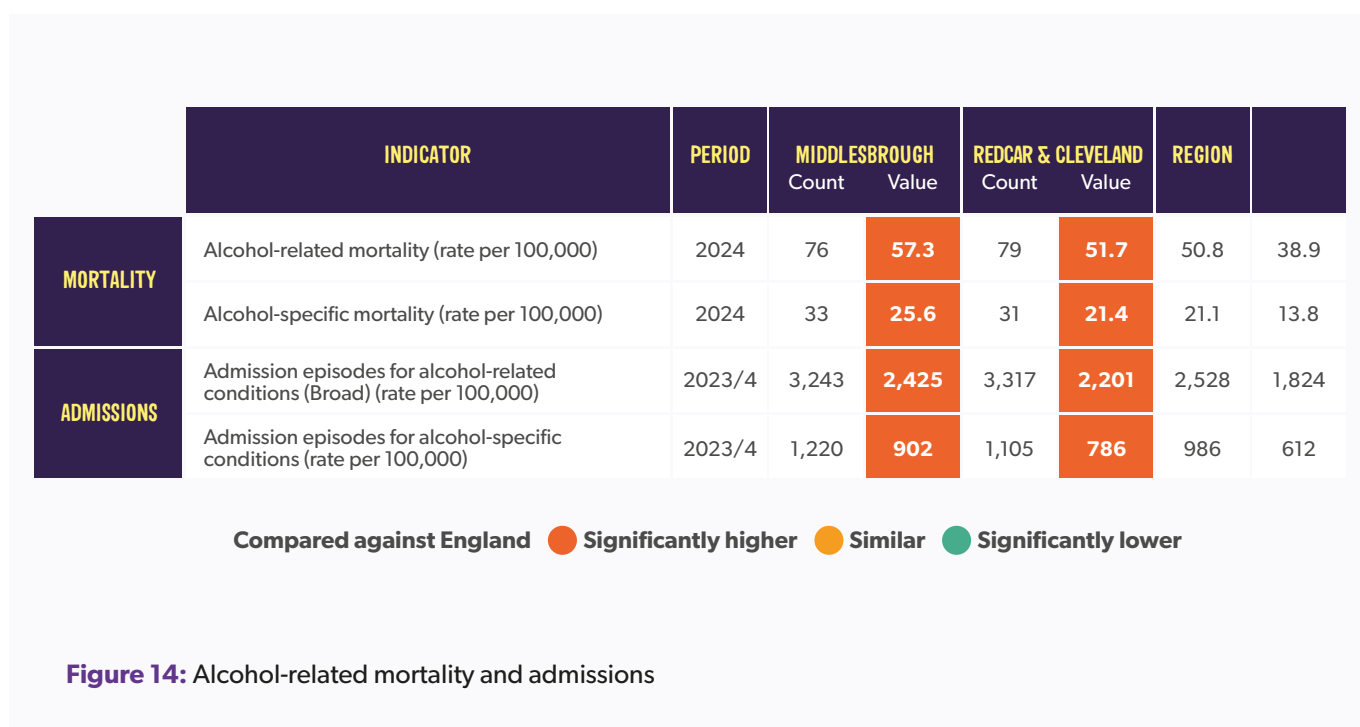 INDICATOR PERIOD MIDDLESBROUGH REDCAR & CLEVELAND REGION
Count Value Count Value
MORTALITY
Alcohol-related mortality (rate per 100,000) 2024 76 57.3 79 51.7 50.8 38.9
Alcohol-specific mortality (rate per 100,000) 2024 33 25.6 31 21.4 21.1 13.8
ADMISSIONS
Admission episodes for alcohol-related
conditions (Broad) (rate per 100,000) 2023/4 3,243 2,425 3,317 2,201 2,528 1,824
Admission episodes for alcohol-specific
conditions (rate per 100,000) 2023/4 1,220 902 1,105 786 986 612
Compared against England Significantly higher Similar Significantly lower
Figure 14: Alcohol-related mortality and admissions